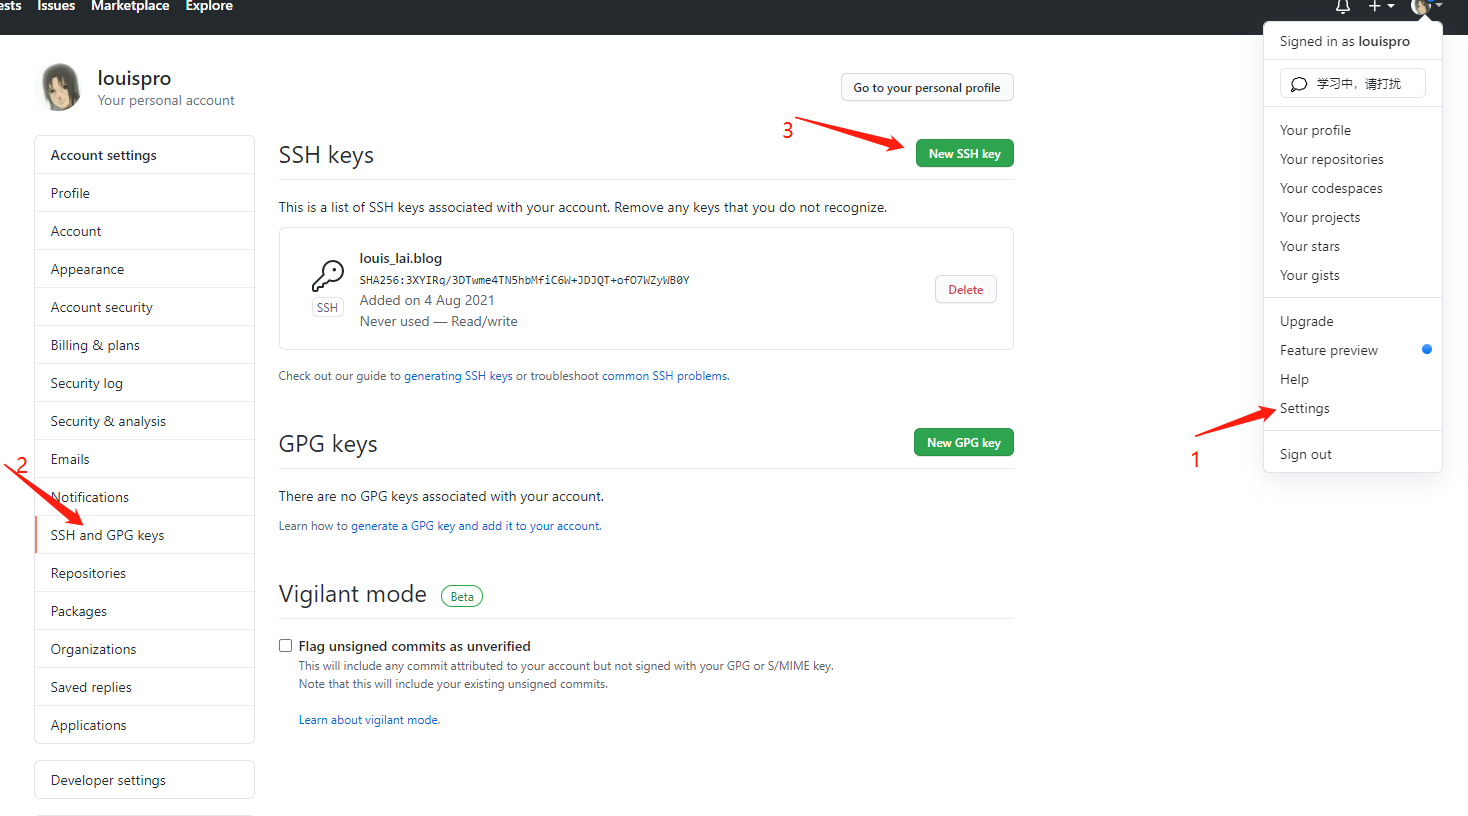 ests Issues Marketplace Explore
Signed in as louispro
学习中，请打扰
Your profile
Your repositories
Your codespaces
Your projects
Your stars
Your gists
Upgrade
Feature preview
Help
Settings
Sign out
1
louispro
Your personal account
Go to your personal profile
Account settings
Profile
Account
Appearance
Account security
Billing & plans
Security log
Security & analysis
Emails
2
Notifications
SSH and GPG keys
Repositories
Packages
Organizations
Saved replies
Applications
Developer settings
3
SSH keys
New SSH key
This is a list of SSH keys associated with your account. Remove any keys that you do not recognize.
louis_lai.blog
SHA256:3XYIRq/3DTwme4TN5hbMfiC6W+JDJQT+ofO7WZyWB0Y
SSH
Added on 4 Aug 2021
Never used — Read/write
Delete
Check out our guide to generating SSH keys or troubleshoot common SSH problems.
GPG keys
New GPG key
There are no GPG keys associated with your account.
Learn how to generate a GPG key and add it to your account.
Vigilant mode Beta
Flag unsigned commits as unverified
This will include any commit attributed to your account but not signed with your GPG or S/MIME key.
Note that this will include your existing unsigned commits.
Learn about vigilant mode.